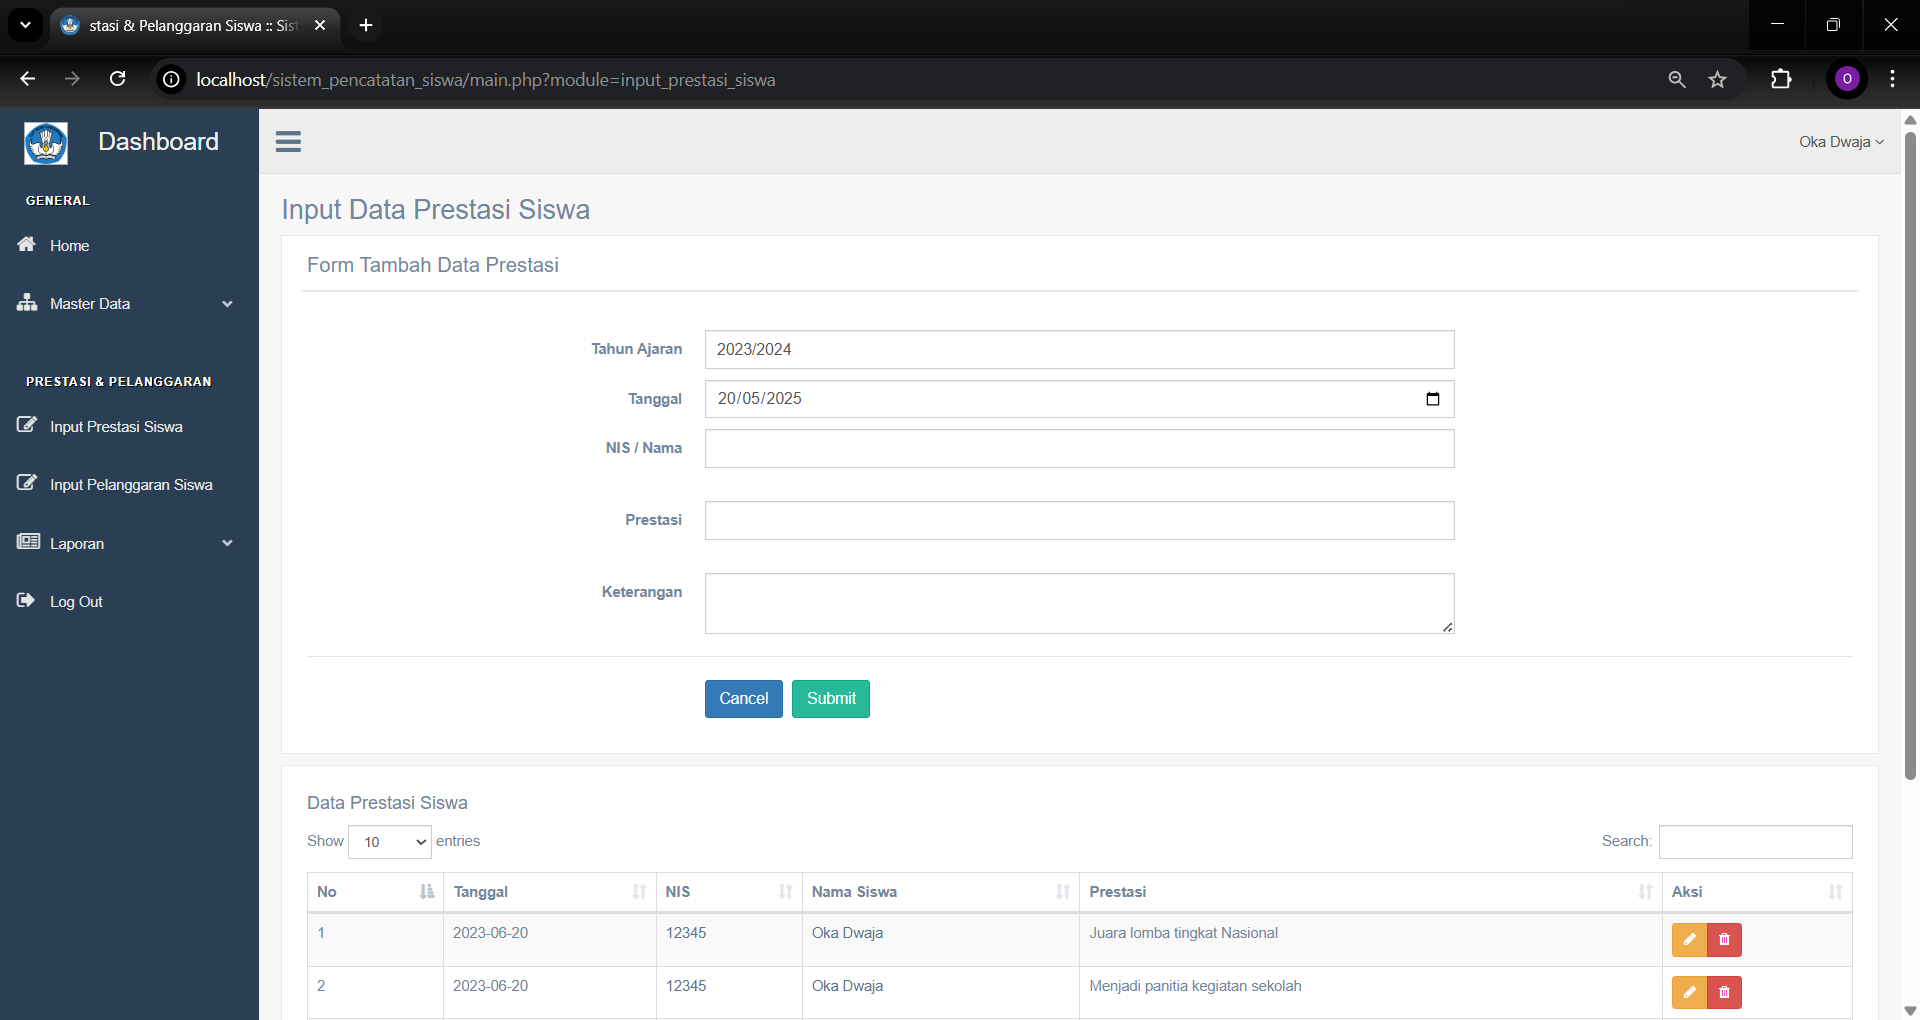 stasi & Pelanggaran Siswa :: Sist
localhost/sistem_pencatatan_siswa/main.php?module=input_prestasi_siswa
O
Dashboard
Oka Dwaja
GENERAL
Home
Master Data
PRESTASI & PELANGGARAN
Input Prestasi Siswa
Input Pelanggaran Siswa
Laporan
Log Out
Input Data Prestasi Siswa
Form Tambah Data Prestasi
Tahun Ajaran 2023/2024
Tanggal 20/05/2025
NIS / Nama
Prestasi
Keterangan
Cancel Submit
Data Prestasi Siswa
Show 10 entries Search:
No Tanggal NIS Nama Siswa Prestasi Aksi
1 2023-06-20 12345 Oka Dwaja Juara lomba tingkat Nasional
2 2023-06-20 12345 Oka Dwaja Menjadi panitia kegiatan sekolah